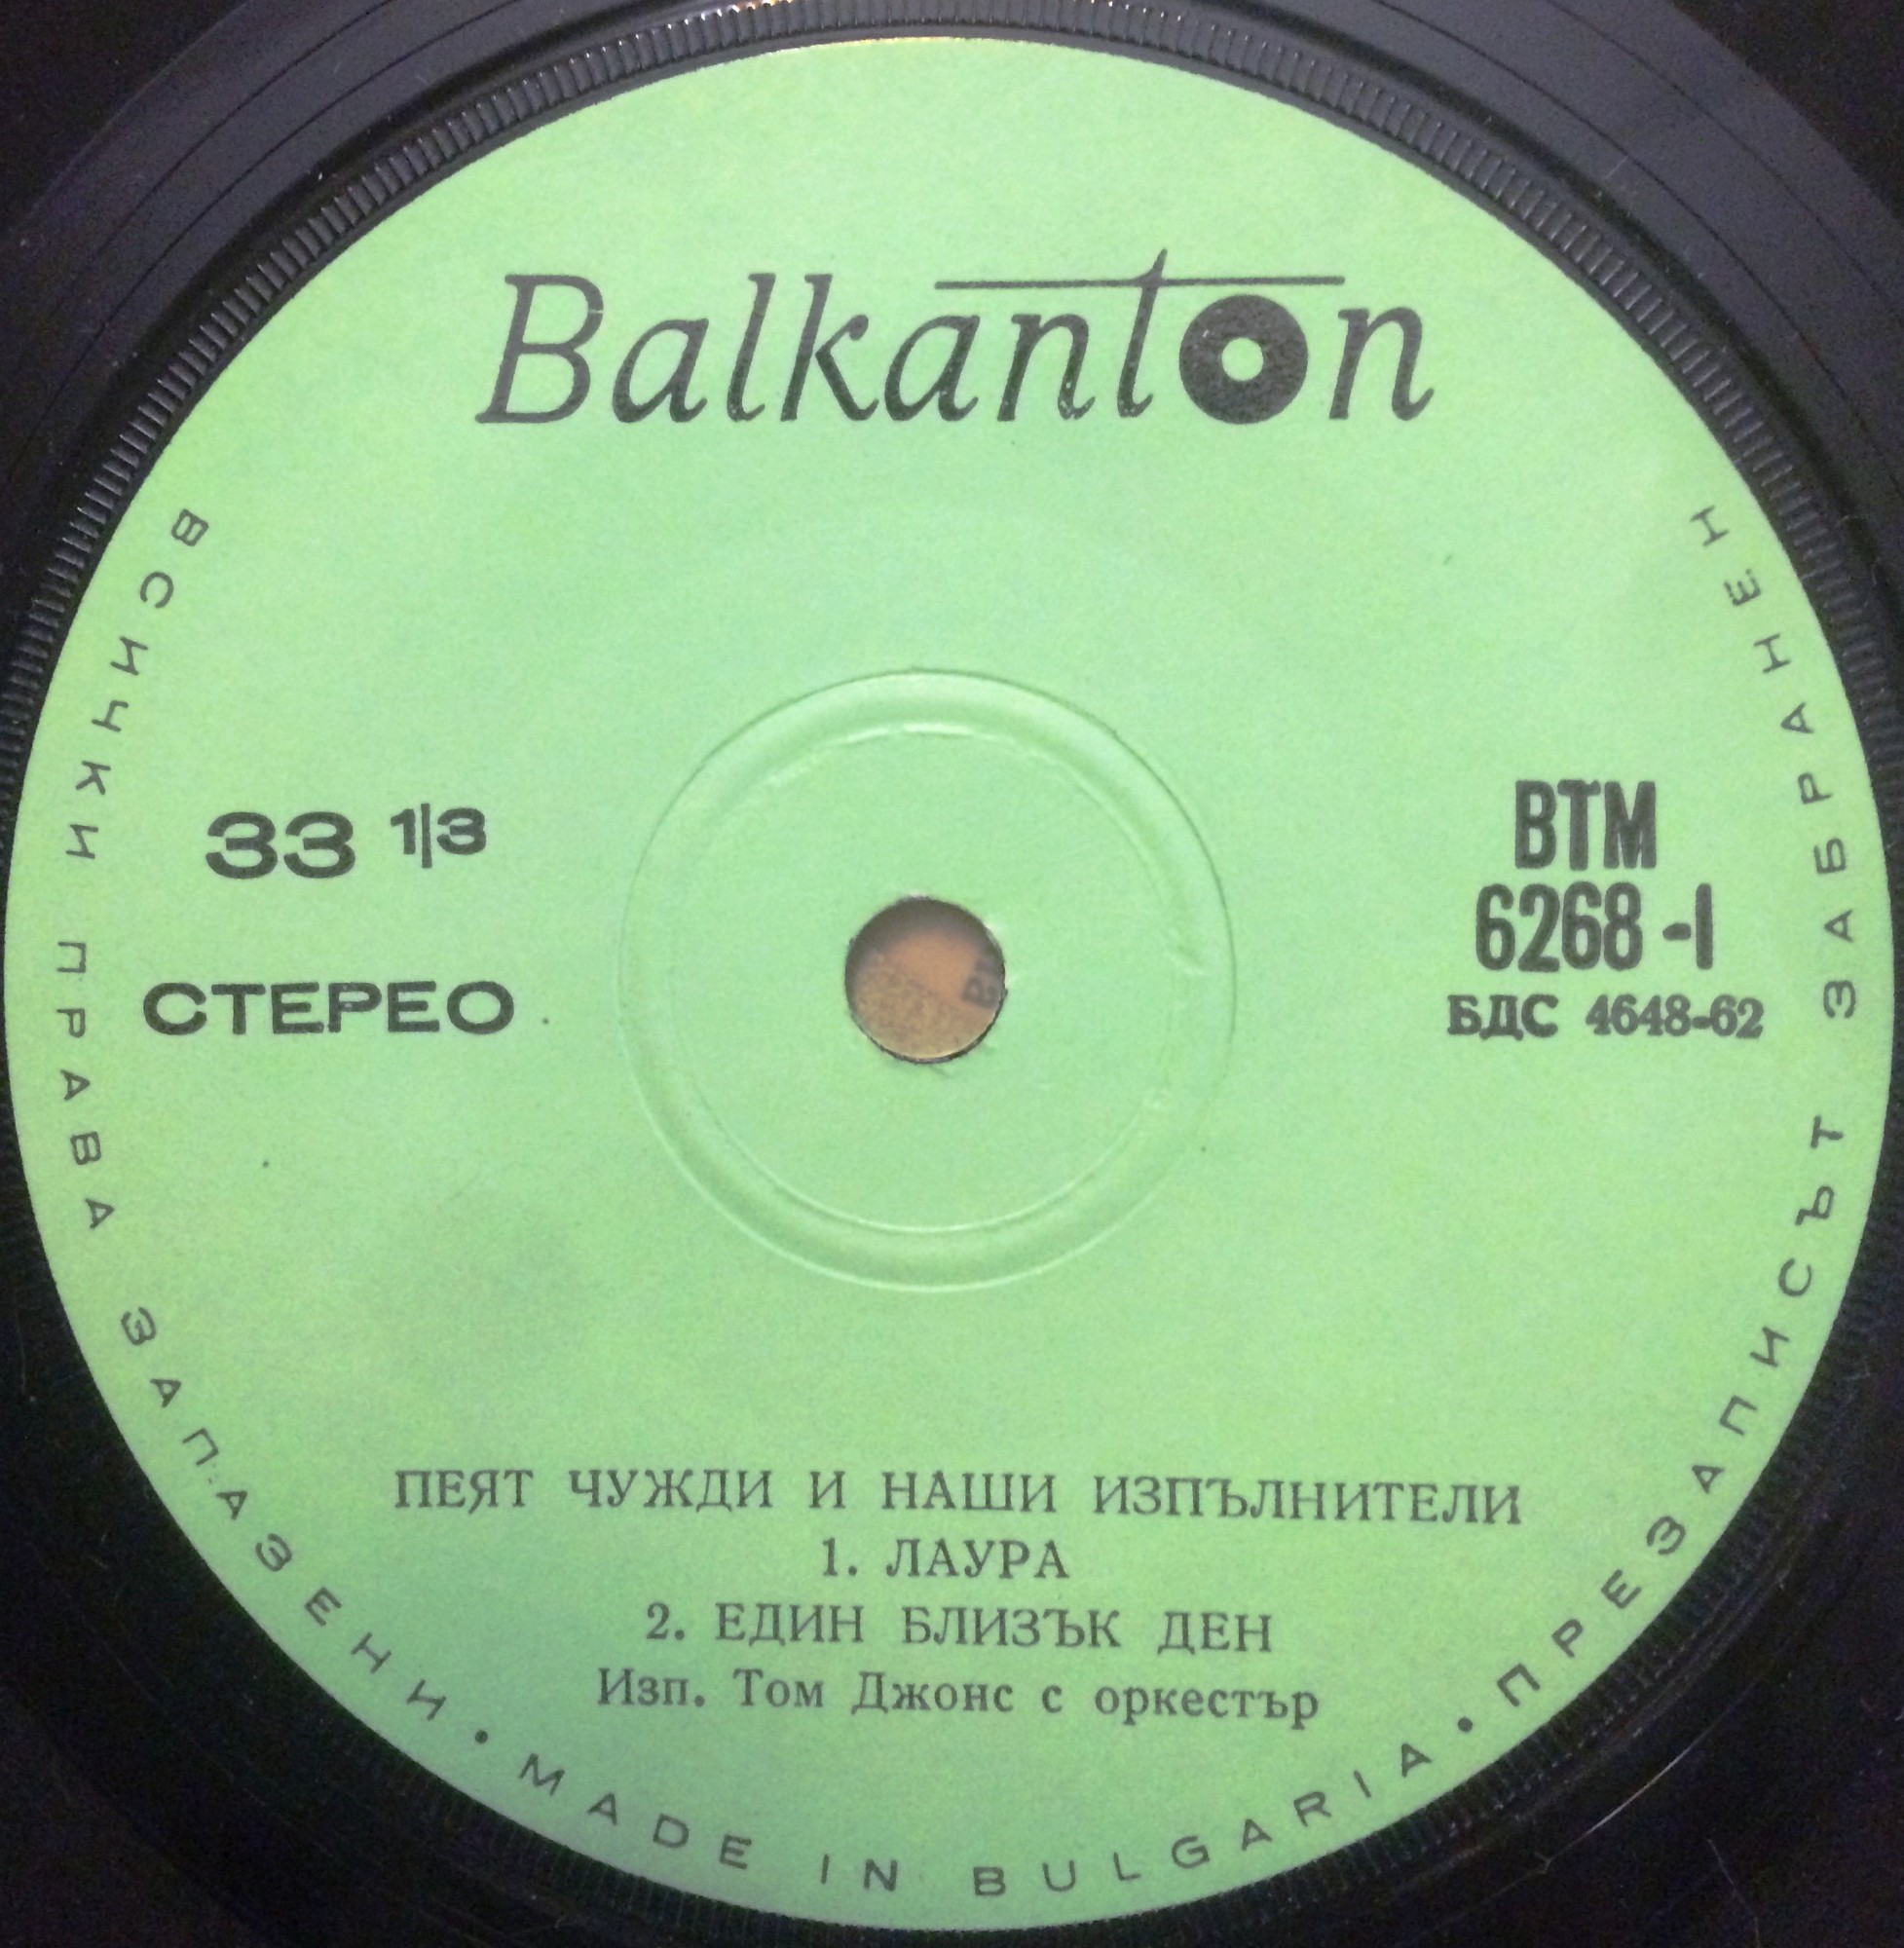 Balkanton
33 1|3
СТЕРЕО
ВТМ
6268-I
БДС 4648-62
ПЕЯТ ЧУЖДИ И НАШИ ИЗПЪЛНИТЕЛИ
1. ЛАУРА
2. ЕДИН БЛИЗЪК ДЕН
Изп. Том Джонс с оркестър
ВСИЧКИ ПРАВА ЗАПАЗЕНИ • MADE IN BULGARIA • ПРЕЗАПИСЪТ ЗАБРАНЕН